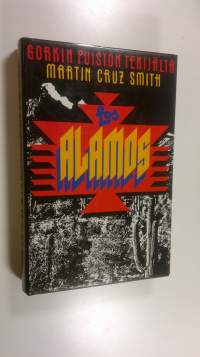 GORKIN PUISTON TEKIJÄLTÄ
MARTIN CRUZ SMITH
LOS
ALAMOS